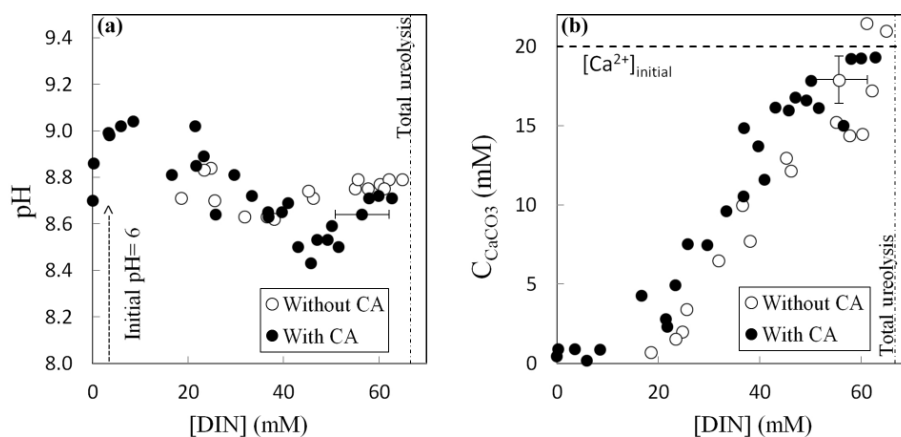 (a)
9.4
9.2
9.0
8.8
8.6
8.4
8.2
8.0
pH
Initial pH= 6
Total ureolysis
Without CA
With CA
0
20
40
60
[DIN] (mM)
(b)
25
20
15
10
5
0
C_CaCO3 (mM)
[Ca²⁺]initial
Total ureolysis
Without CA
With CA
0
20
40
60
[DIN] (mM)